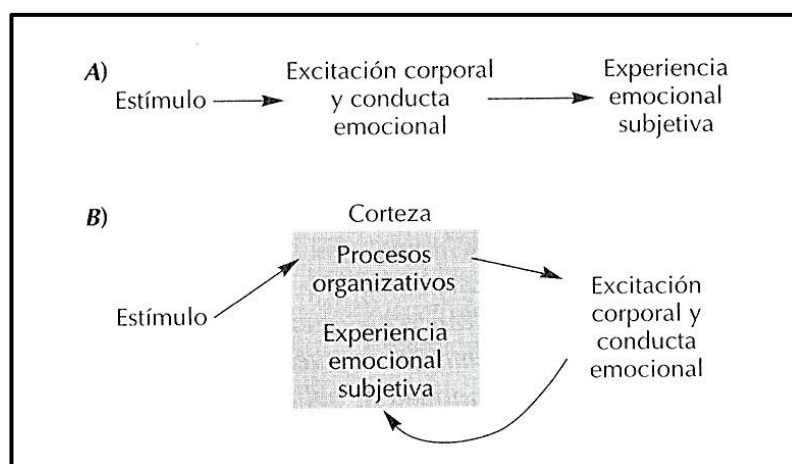 A)
Estímulo
Excitación corporal
y conducta
emocional
Experiencia
emocional
subjetiva
B)
Corteza
Procesos
organizativos
Estímulo
Experiencia
emocional
subjetiva
Excitación
corporal y
conducta
emocional